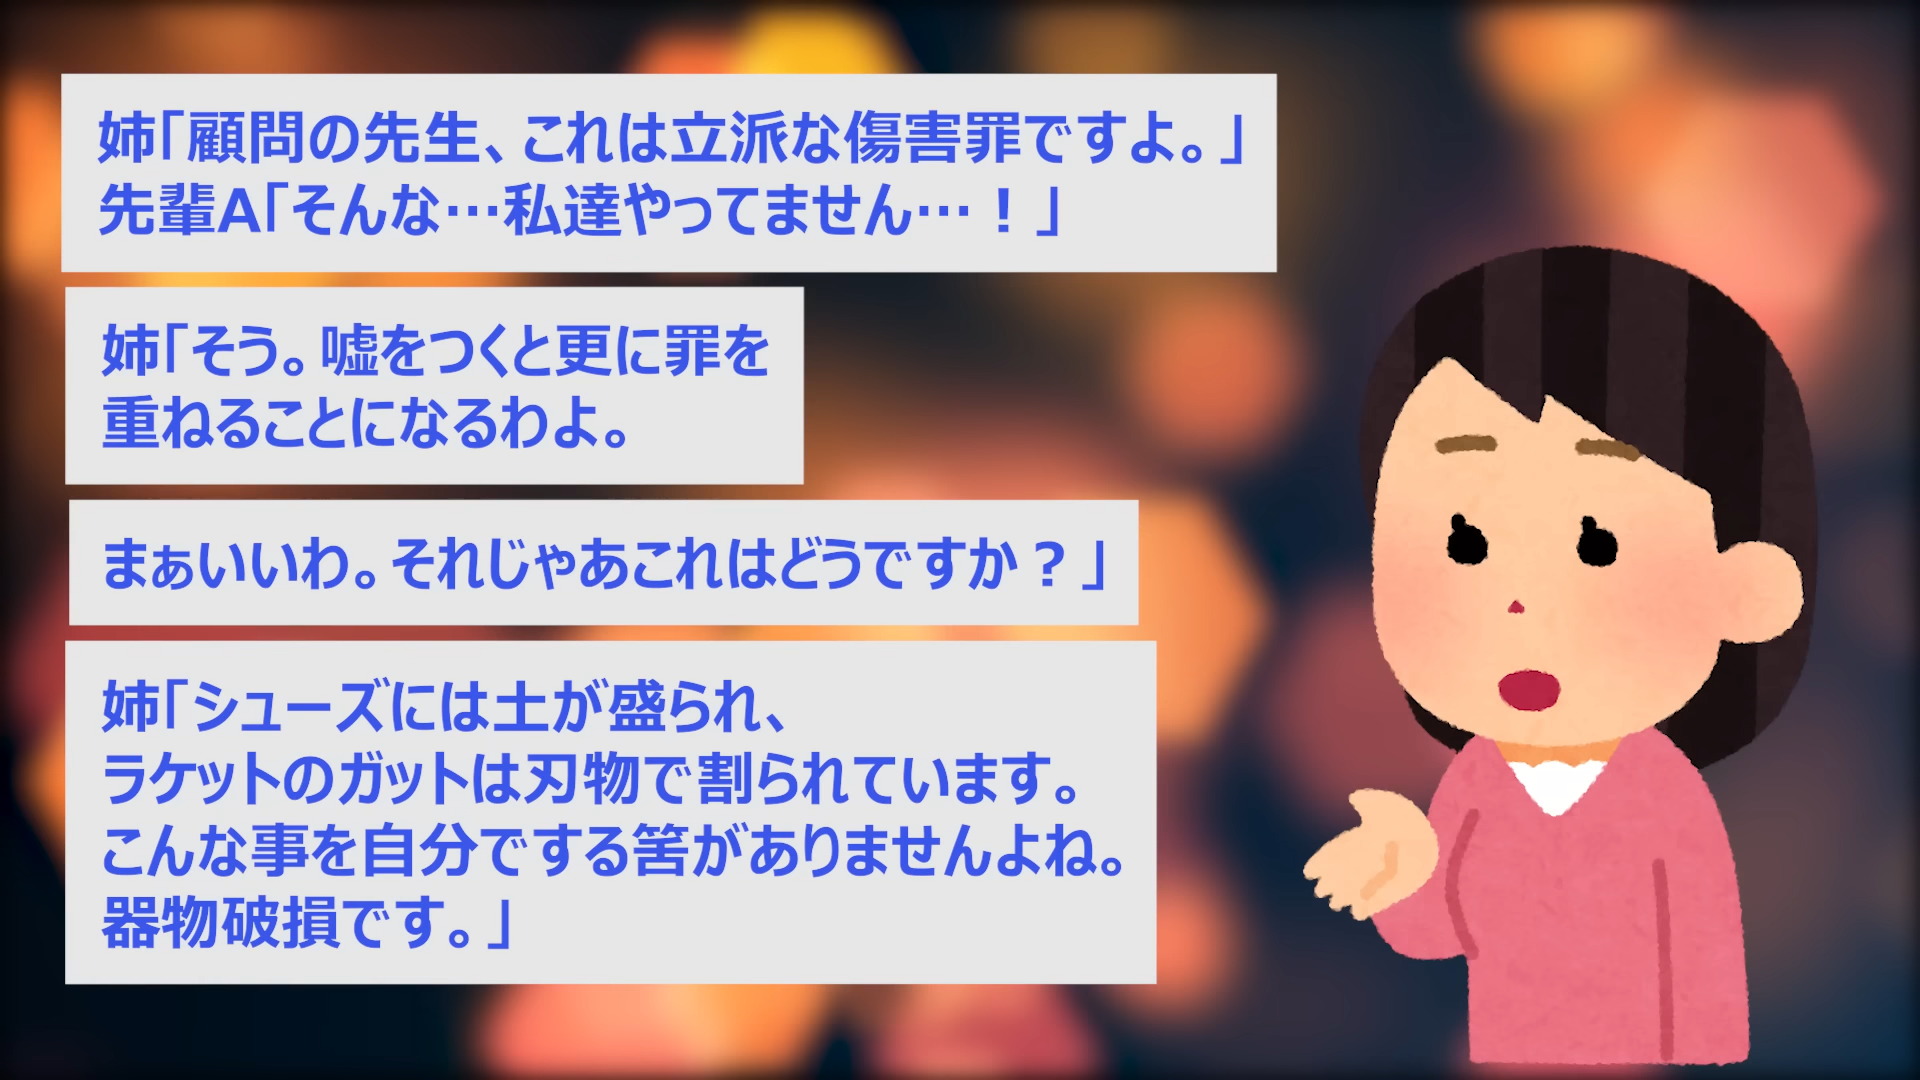 姉「顧問の先生、これは立派な傷害罪ですよ。」
先輩A「そんな…私達やってません…！」
姉「そう。嘘をつくと更に罪を
重ねることになるわよ。
まぁいいわ。それじゃあこれはどうですか？」
姉「シューズには土が盛られ、
ラケットのガットは刃物で割られています。
こんな事を自分でする筈がありませんよね。
器物破損です。」